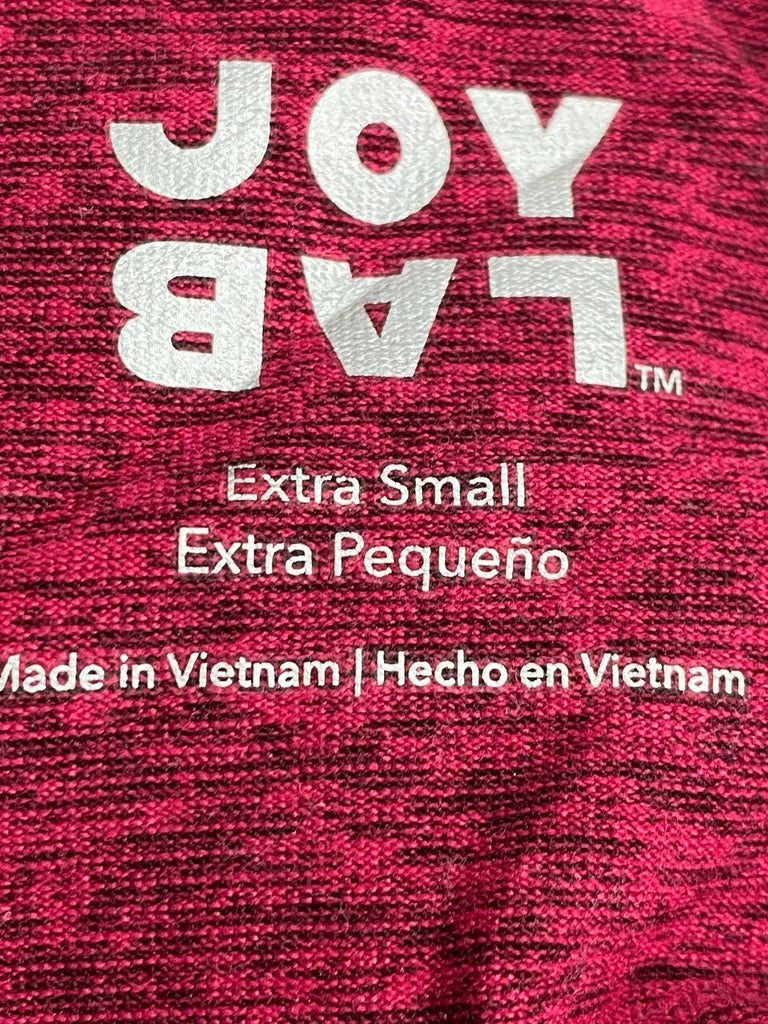 JOY
LAB™
Extra Small
Extra Pequeño
Made in Vietnam | Hecho en Vietnam